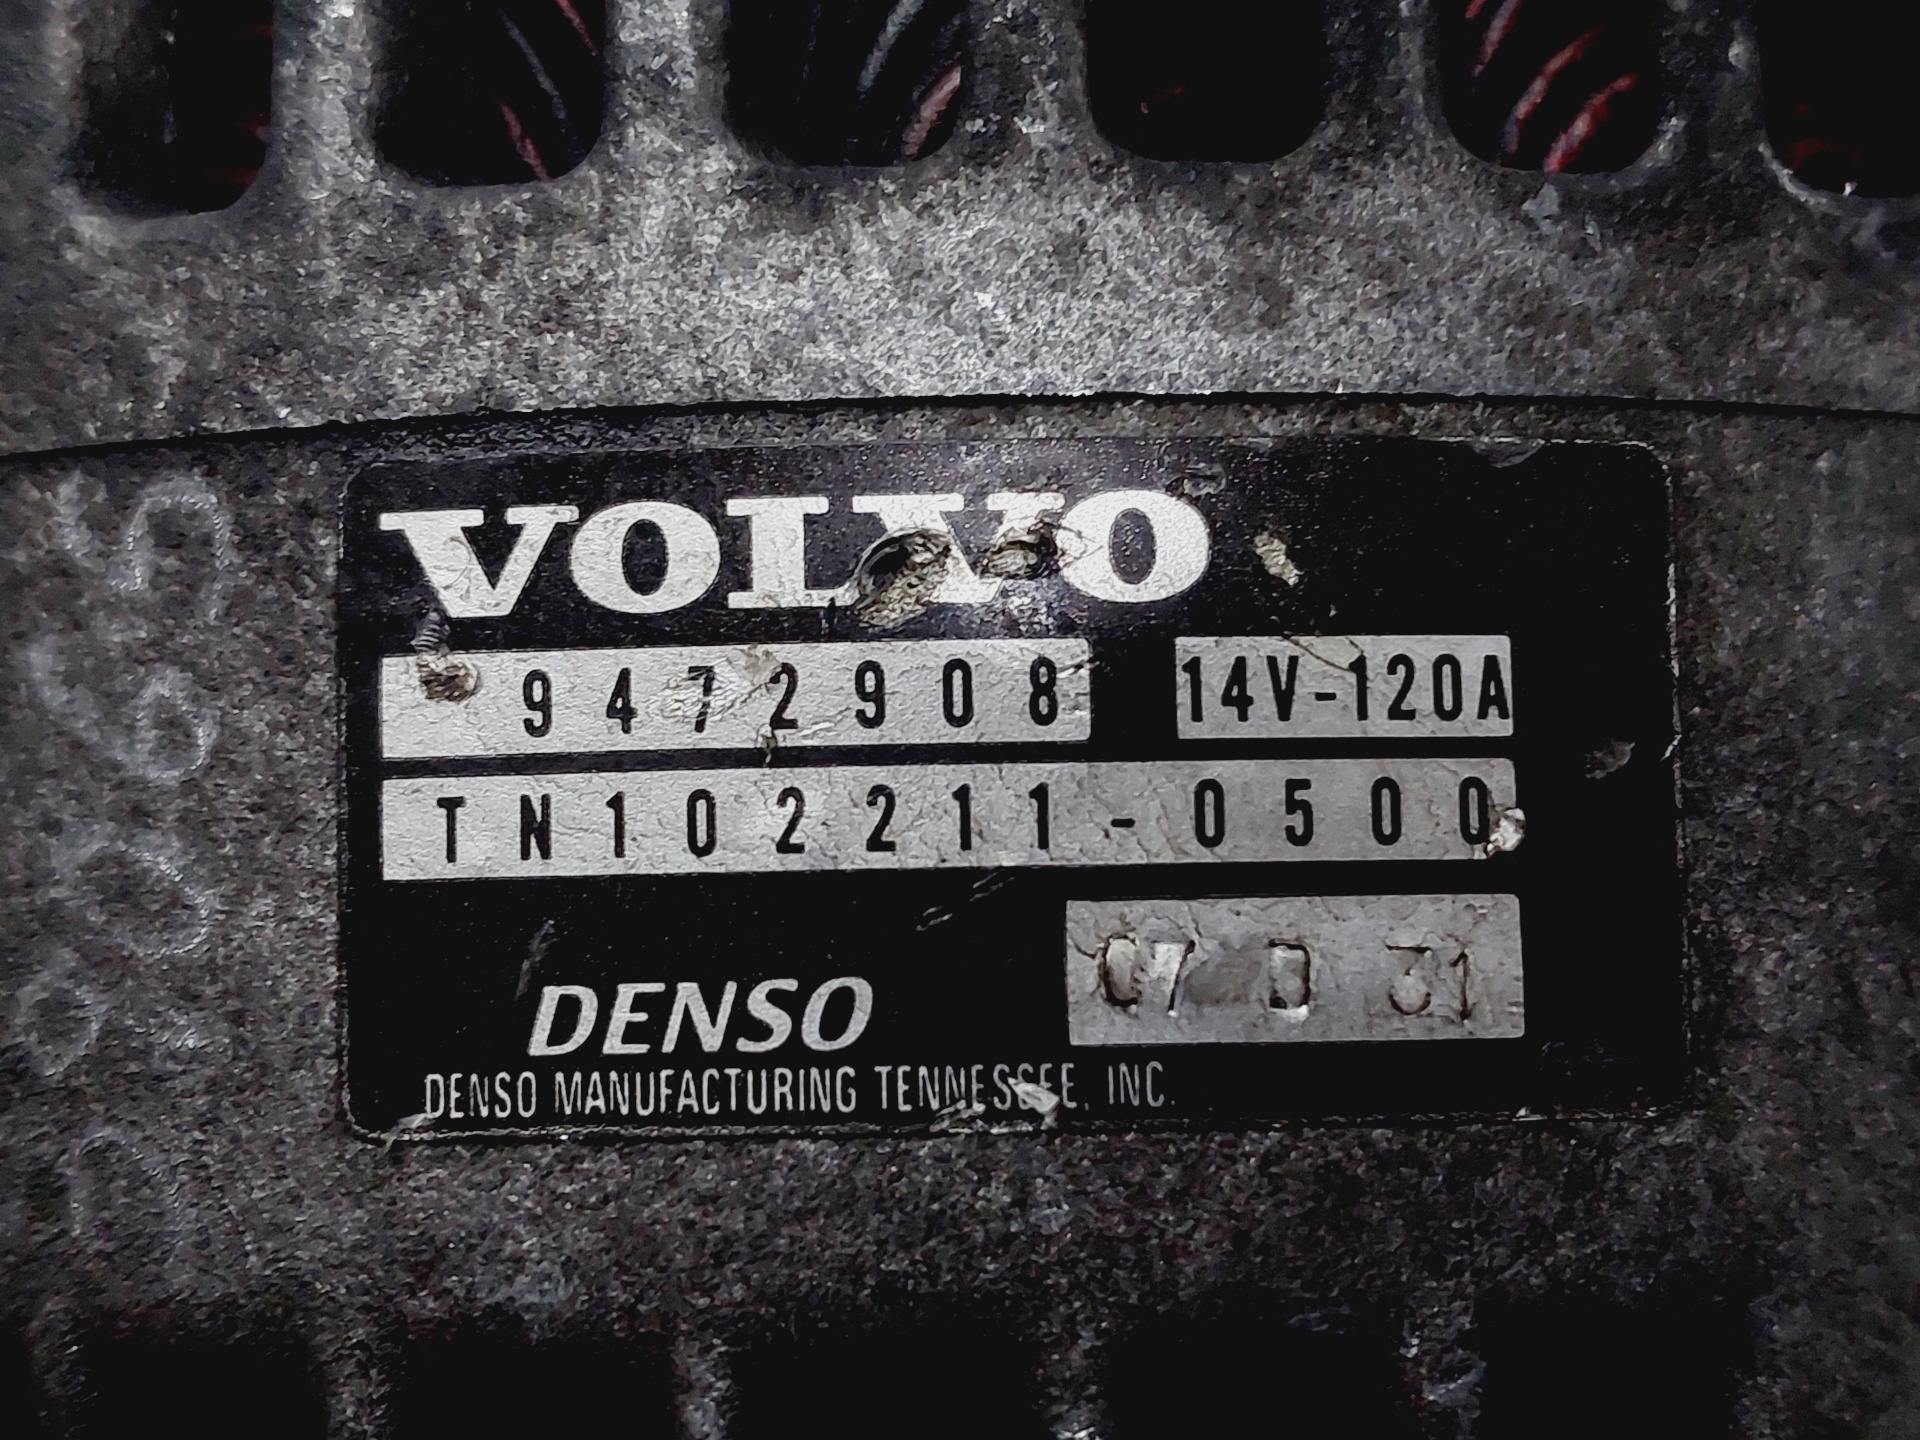 VOLVO
9472908 14V-120A
TN102211-0500
DENSO
DENSO MANUFACTURING TENNESSEE, INC.